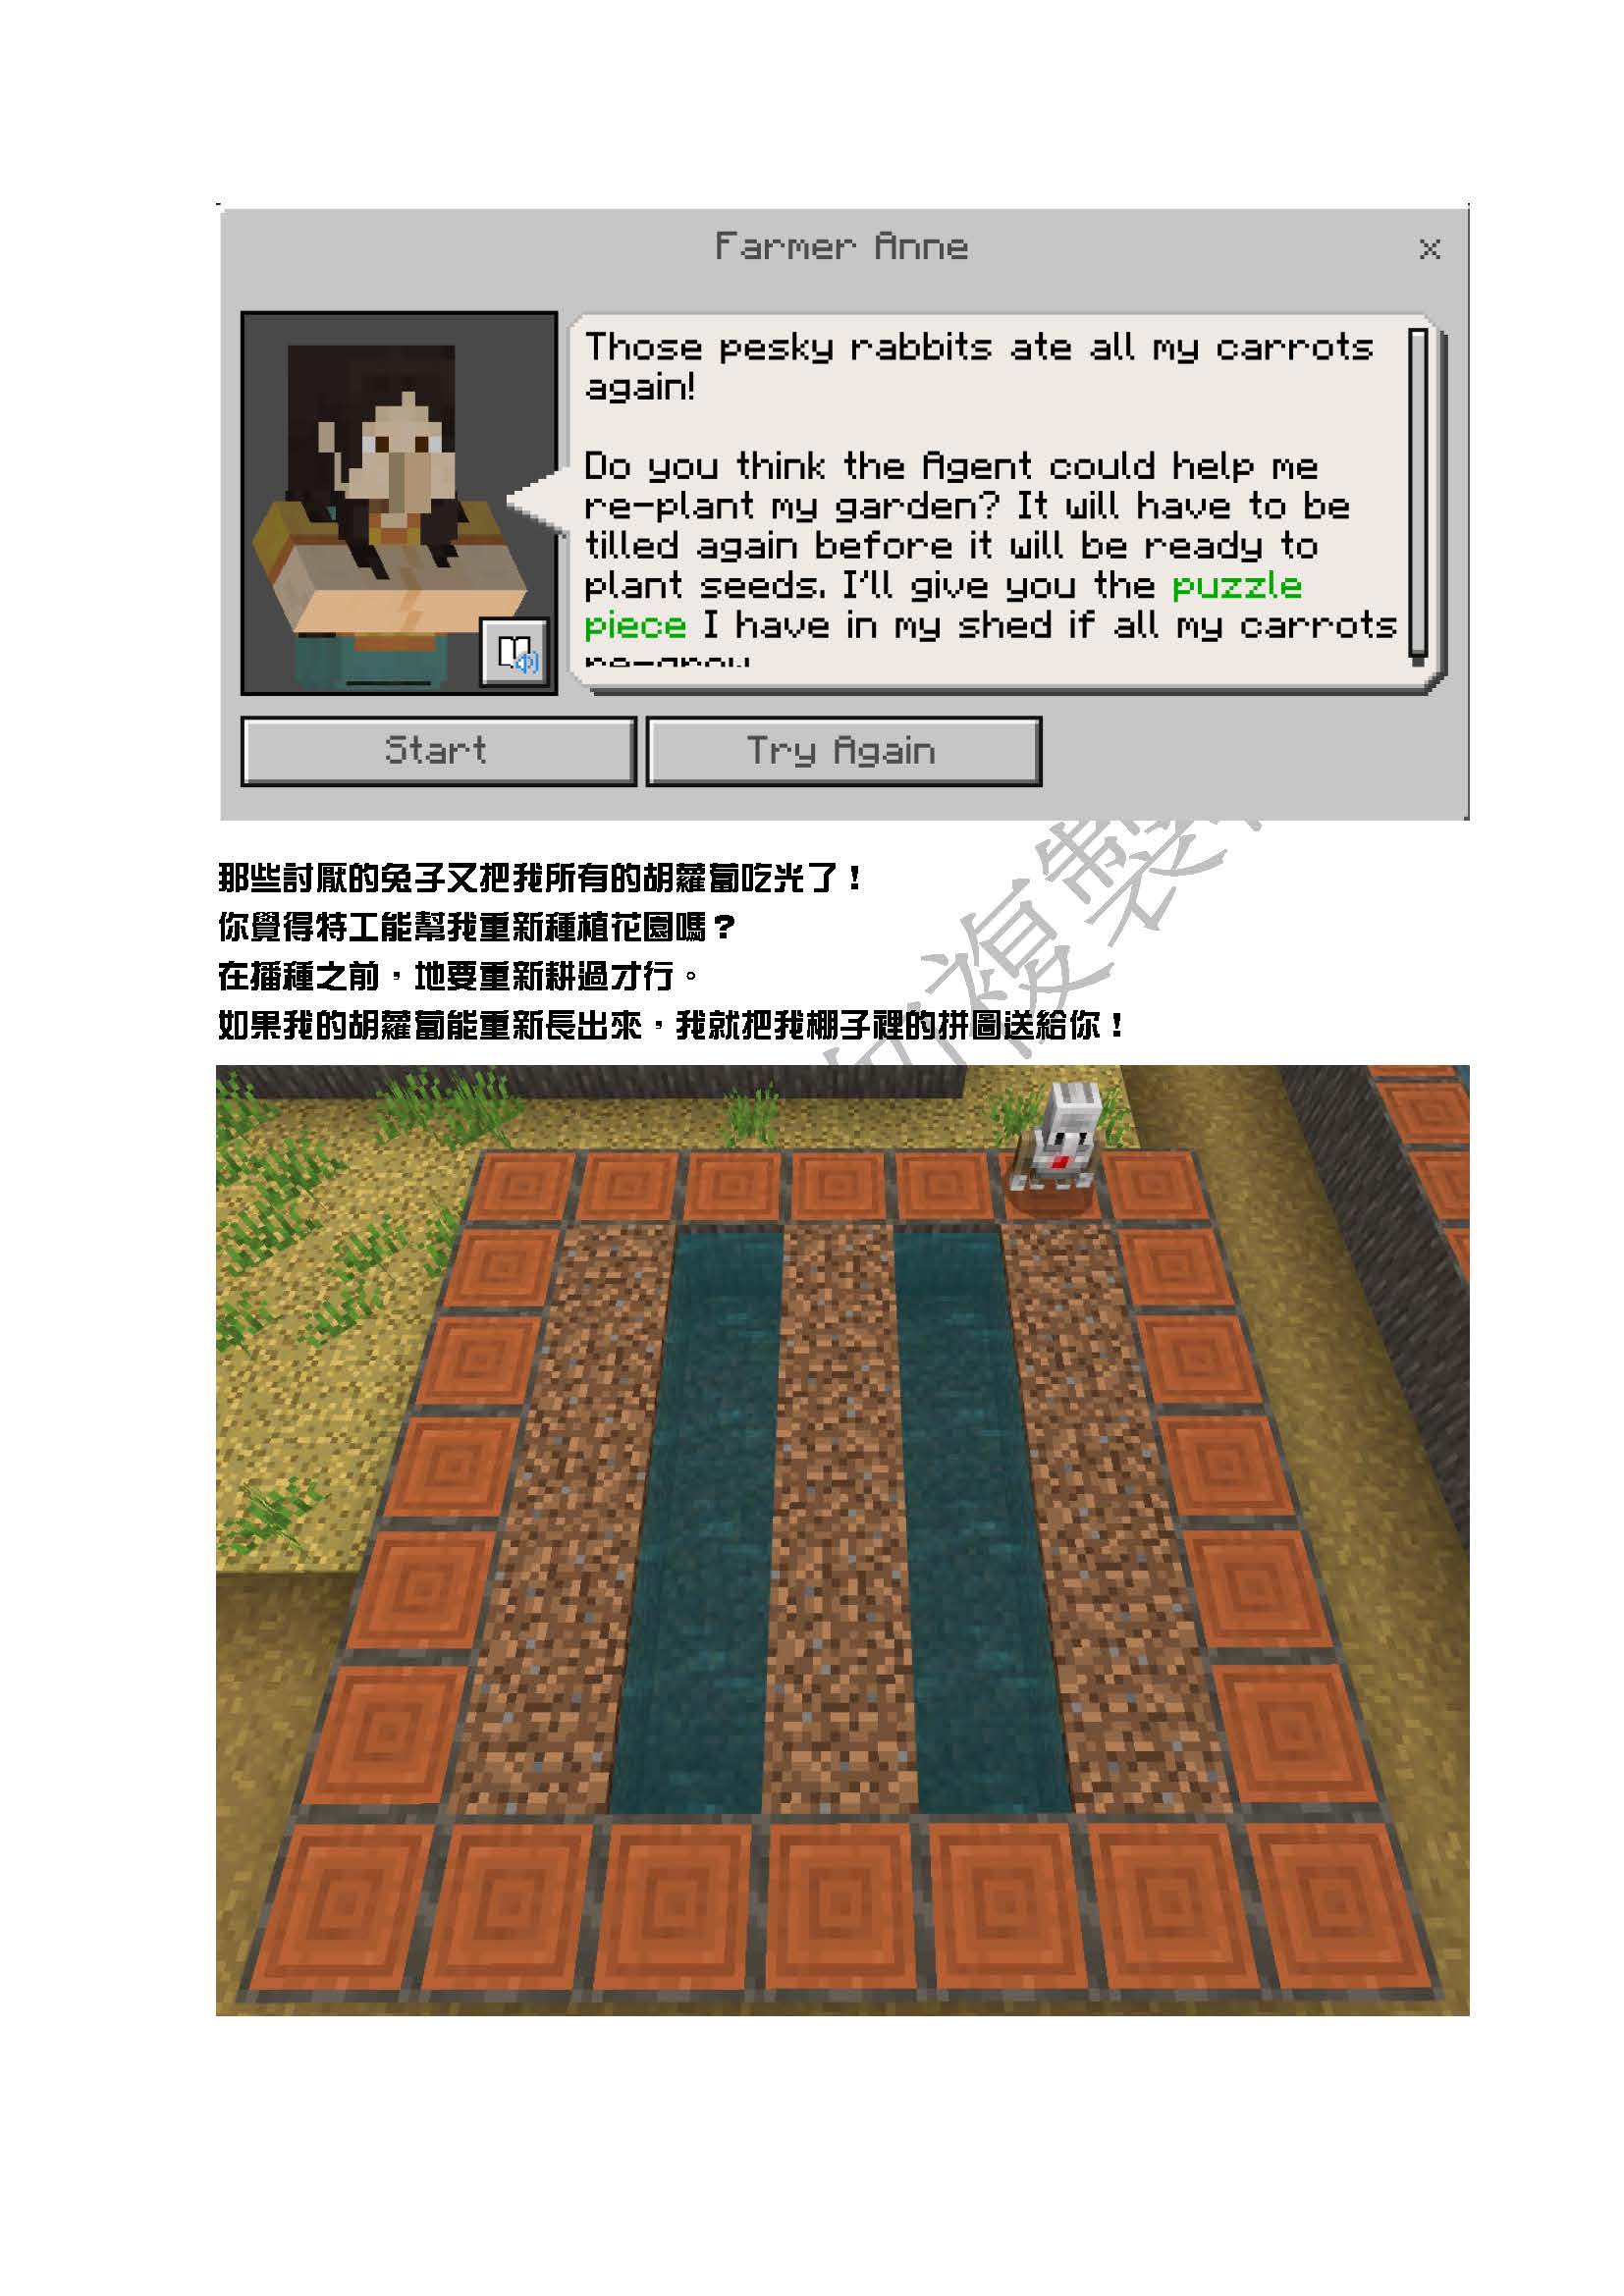 Farmer Anne
x
Those pesky rabbits ate all my carrots
again!
Do you think the Agent could help me
re-plant my garden? It will have to be
tilled again before it will be ready to
plant seeds. I'll give you the puzzle
piece I have in my shed if all my carrots
Start
Try Again
那些討厭的兔子又把我所有的胡蘿蔔吃光了！
你覺得特工能幫我重新種植花園嗎？
在播種之前，地要重新耕過才行。
如果我的胡蘿蔔能重新長出來，我就把我棚子裡的拼圖送給你！
複製